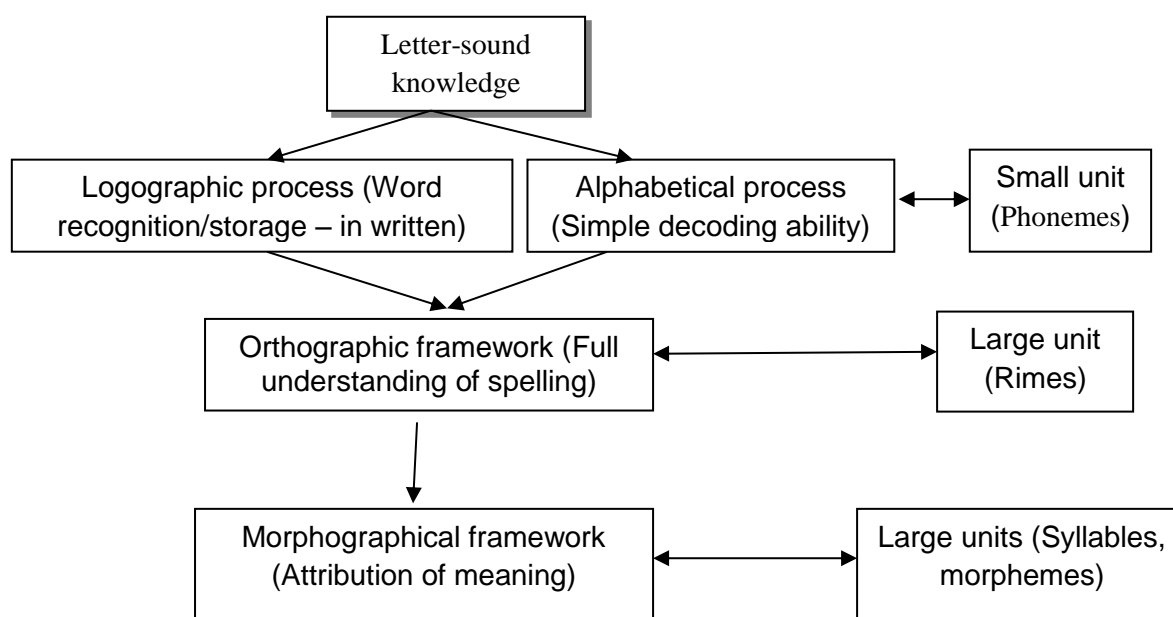 Letter-sound
knowledge
Logographic process (Word
recognition/storage – in written)
Alphabetical process
(Simple decoding ability)
Small unit
(Phonemes)
Orthographic framework (Full
understanding of spelling)
Large unit
(Rimes)
Morphographical framework
(Attribution of meaning)
Large units (Syllables,
morphemes)